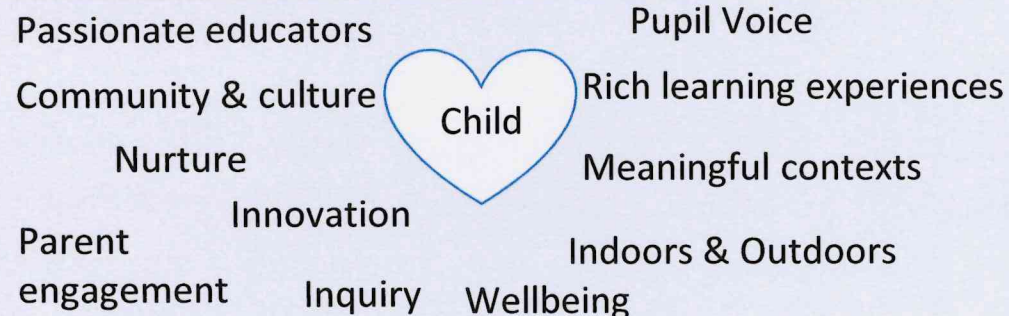 Passionate educators
Pupil Voice
Community & culture
Child
Rich learning experiences
Nurture
Meaningful contexts
Innovation
Parent
engagement
Indoors & Outdoors
Inquiry
Wellbeing